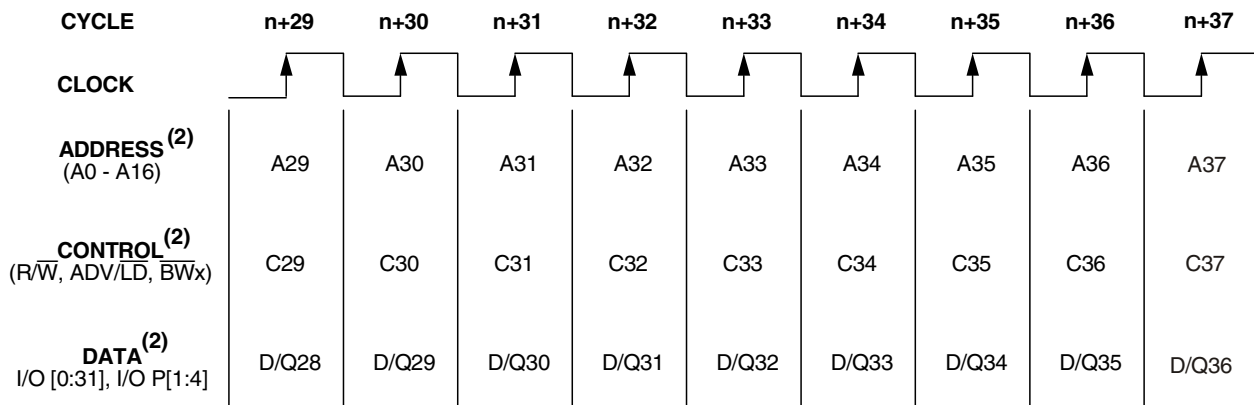 CYCLE n+29 n+30 n+31 n+32 n+33 n+34 n+35 n+36 n+37
CLOCK
ADDRESS(2)
(A0 - A16) A29 A30 A31 A32 A33 A34 A35 A36 A37
CONTROL(2)
(R/W̅, ADV/L̅D̅, B̅W̅x) C29 C30 C31 C32 C33 C34 C35 C36 C37
DATA(2)
I/O [0:31], I/O P[1:4] D/Q28 D/Q29 D/Q30 D/Q31 D/Q32 D/Q33 D/Q34 D/Q35 D/Q36